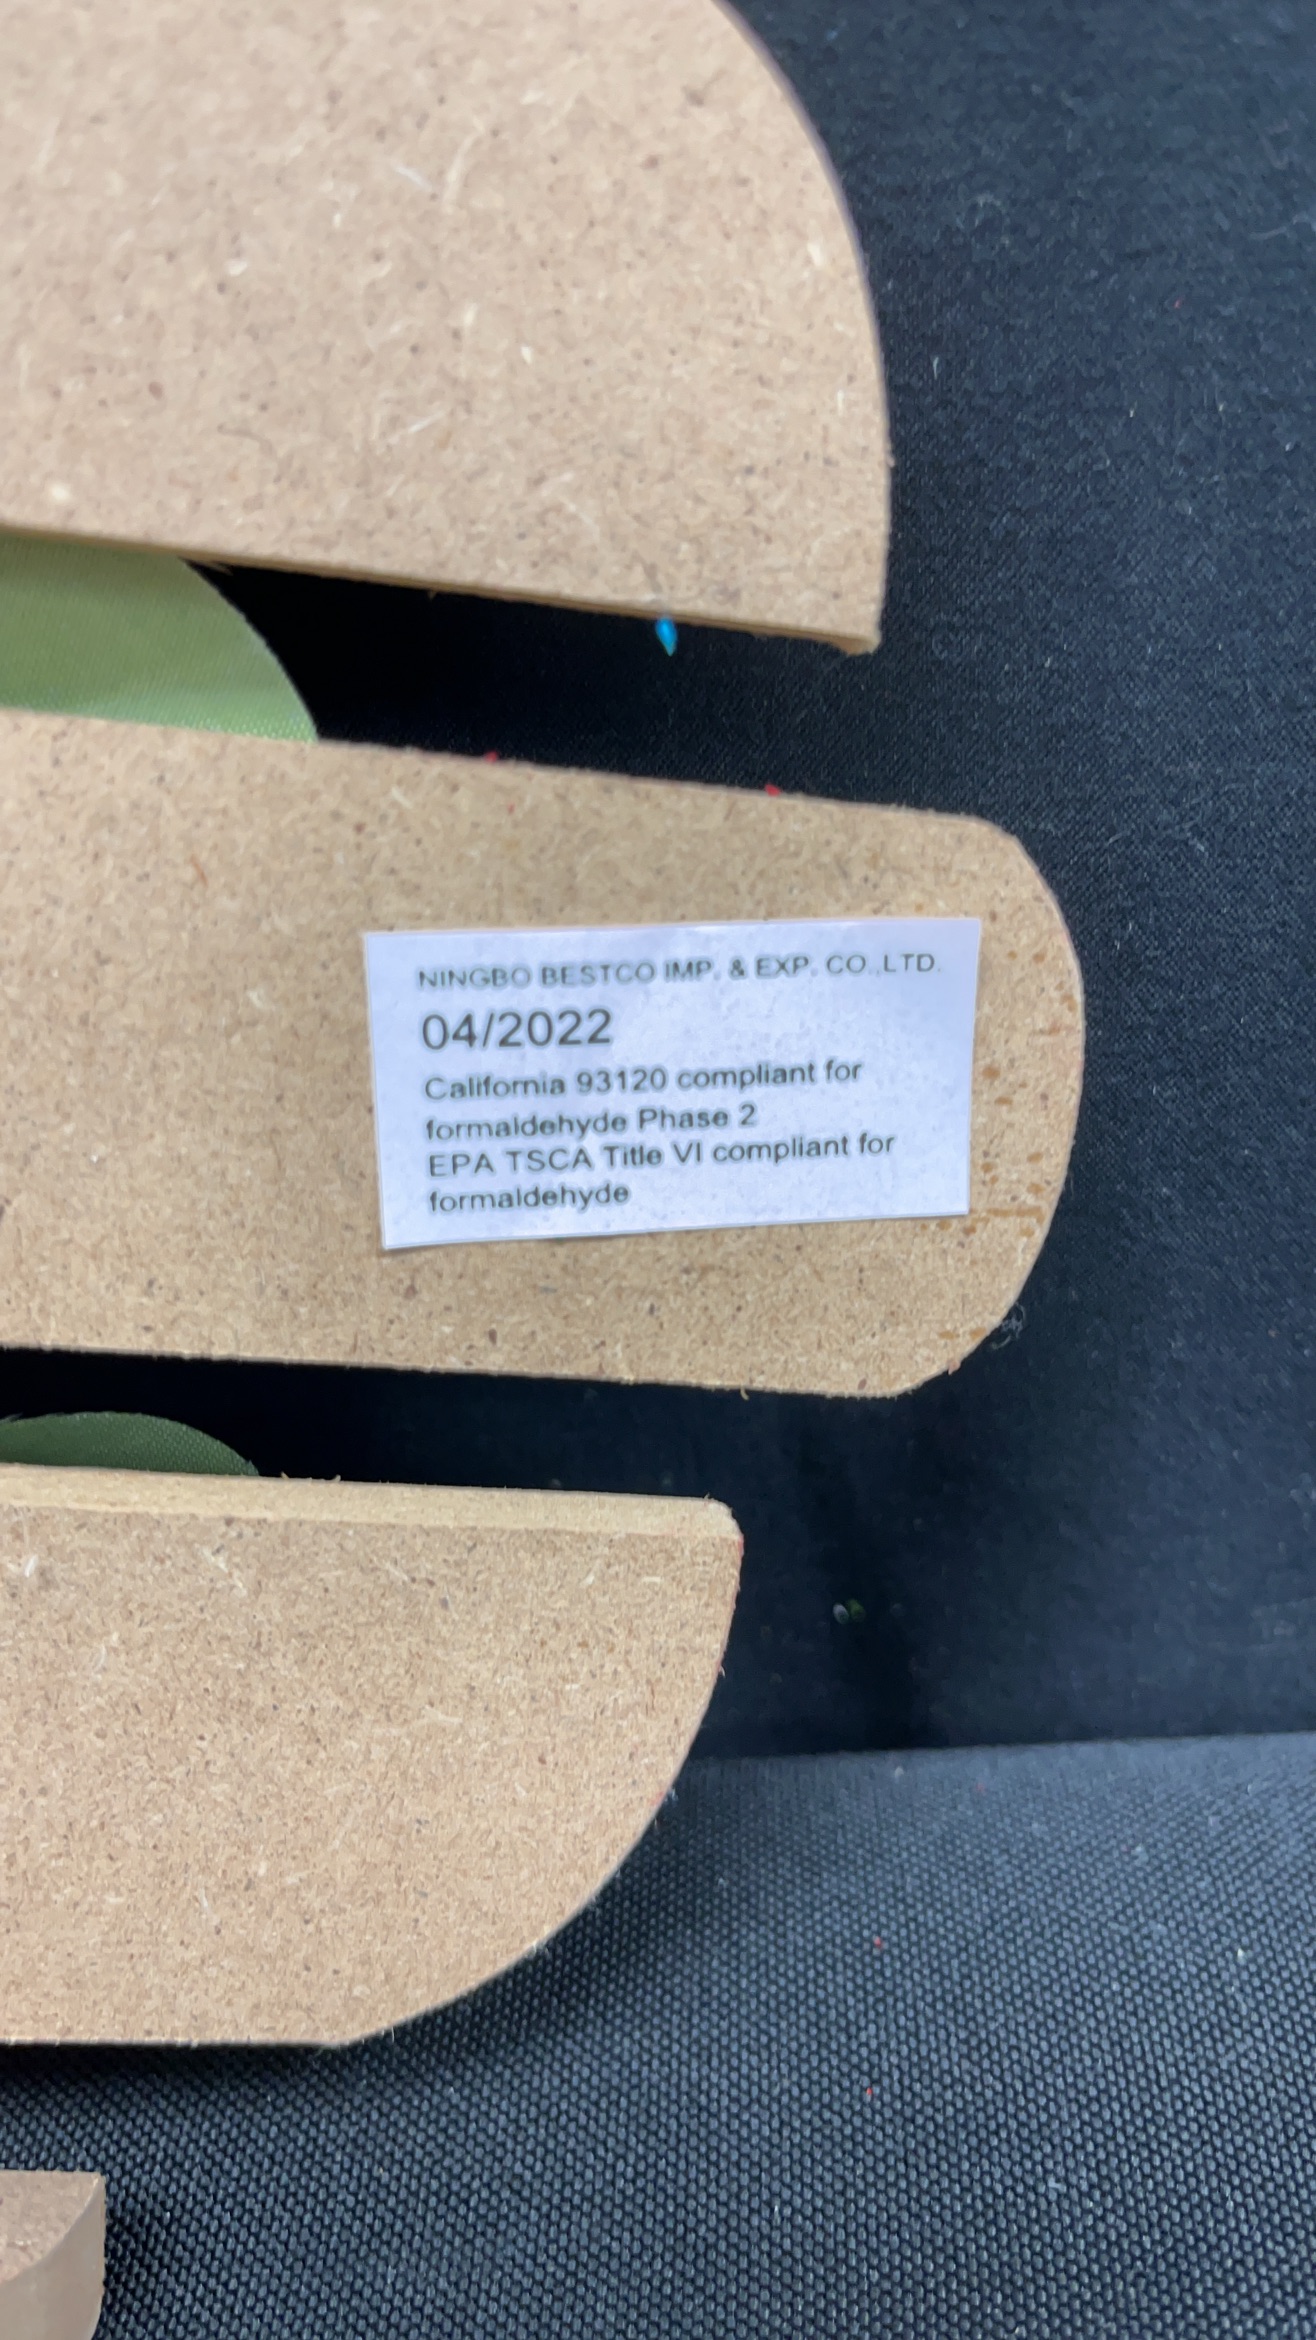 NINGBO BESTCO IMP. & EXP. CO.,LTD.
04/2022
California 93120 compliant for
formaldehyde Phase 2
EPA TSCA Title VI compliant for
formaldehyde